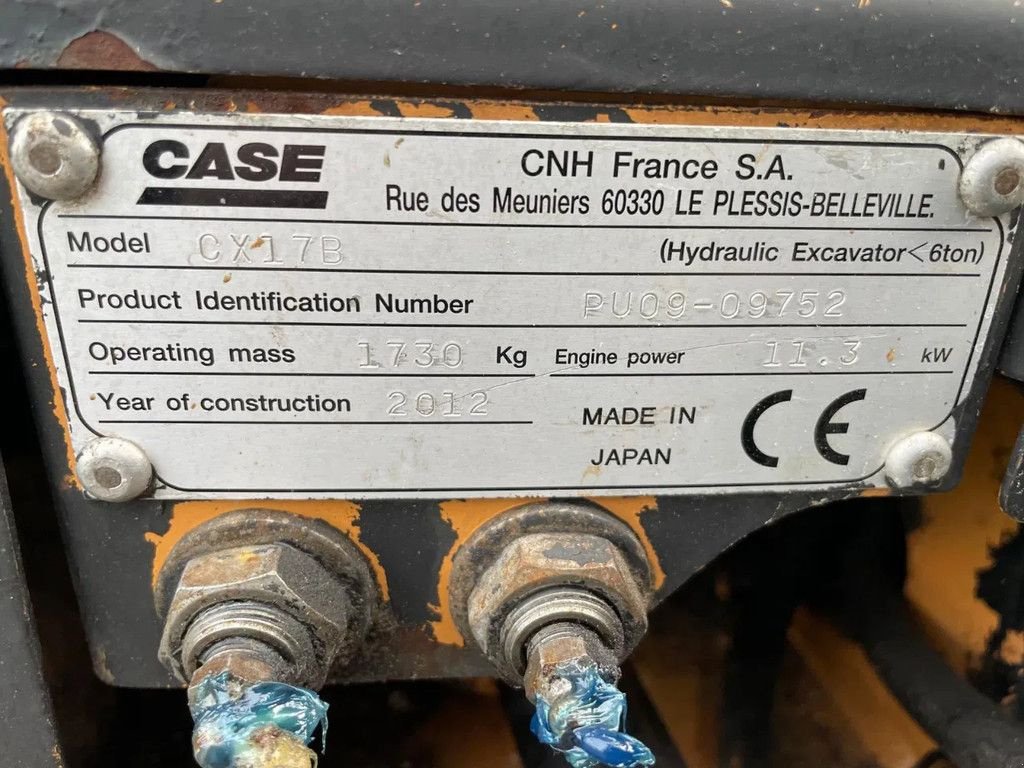 CASE
CNH France S.A.
Rue des Meuniers 60330 LE PLESSIS-BELLEVILLE.
Model CX17B (Hydraulic Excavator<6ton)
Product Identification Number PU09-09752
Operating mass 1730 Kg Engine power 11.3 kW
Year of construction 2012
MADE IN
JAPAN
CE